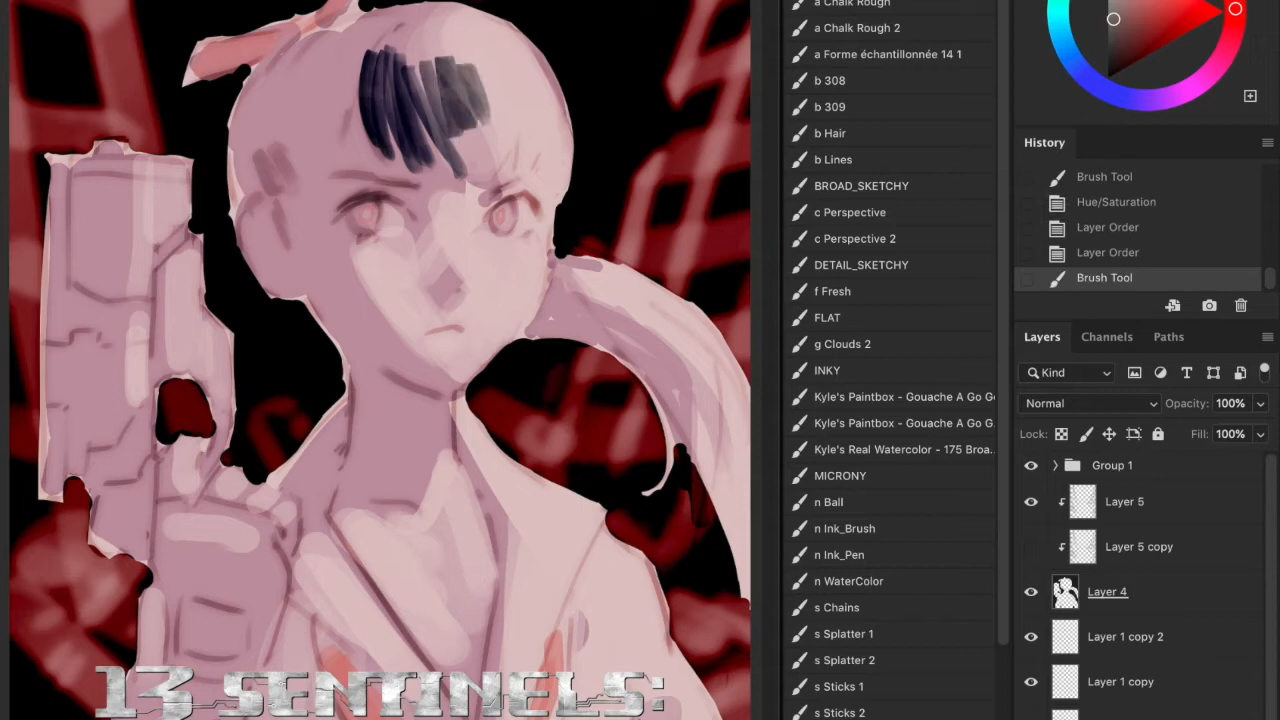 13 SENTINELS:
a Chalk Rough
a Chalk Rough 2
a Forme échantillonnée 14 1
b 308
b 309
b Hair
b Lines
BROAD_SKETCHY
c Perspective
c Perspective 2
DETAIL_SKETCHY
f Fresh
FLAT
g Clouds 2
INKY
Kyle's Paintbox - Gouache A Go G
Kyle's Paintbox - Gouache A Go G
Kyle's Real Watercolor - 175 Broa...
MICRONY
n Ball
n Ink_Brush
n Ink_Pen
n WaterColor
s Chains
s Splatter 1
s Splatter 2
s Sticks 1
s Sticks 2
History
Brush Tool
Hue/Saturation
Layer Order
Layer Order
Brush Tool
Layers Channels Paths
Kind
Normal Opacity: 100%
Lock: Fill: 100%
Group 1
Layer 5
Layer 5 copy
Layer 4
Layer 1 copy 2
Layer 1 copy